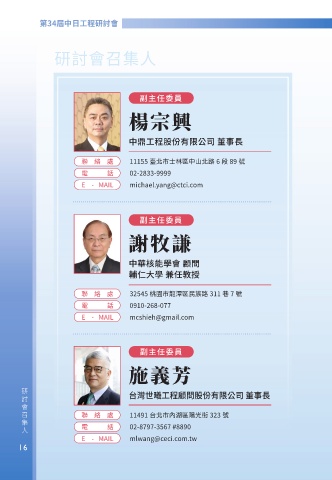 第34屆中日工程研討會
研討會召集人
副主任委員
楊宗興
中鼎工程股份有限公司 董事長
聯 絡 處 11155 臺北市士林區中山北路 6 段 89 號
電 話 02-2833-9999
E - MAIL michael.yang@ctci.com
副主任委員
謝牧謙
中華核能學會 顧問
輔仁大學 兼任教授
聯 絡 處 32545 桃園市龍潭區民族路 311 巷 7 號
電 話 0910-268-077
E - MAIL mcshieh@gmail.com
副主任委員
施義芳
台灣世曦工程顧問股份有限公司 董事長
聯 絡 處 11491 台北市內湖區陽光街 323 號
電 話 02-8797-3567 #8890
E - MAIL mlwang@ceci.com.tw
研討會召集人
16